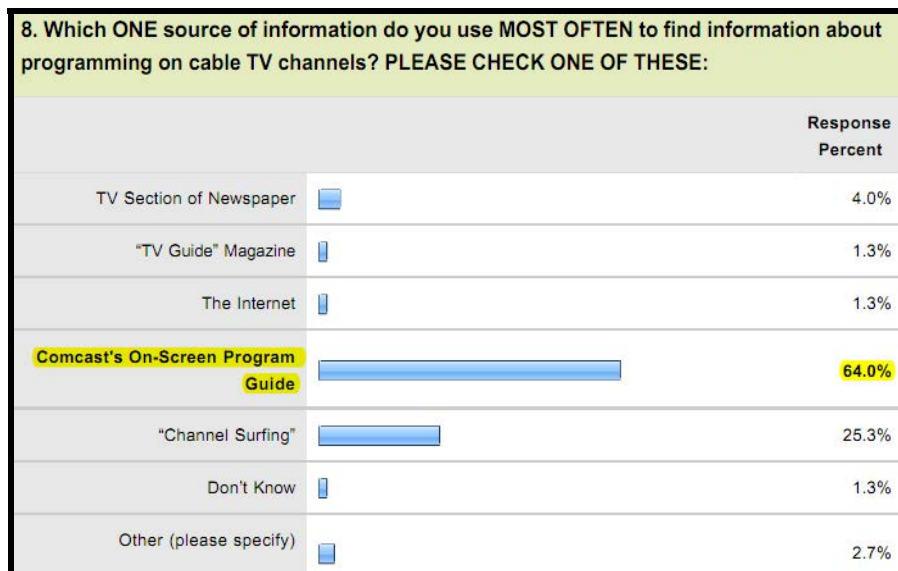 8. Which ONE source of information do you use MOST OFTEN to find information about
programming on cable TV channels? PLEASE CHECK ONE OF THESE:
Response
Percent
TV Section of Newspaper 4.0%
“TV Guide” Magazine 1.3%
The Internet 1.3%
Comcast's On-Screen Program
Guide 64.0%
“Channel Surfing” 25.3%
Don't Know 1.3%
Other (please specify) 2.7%